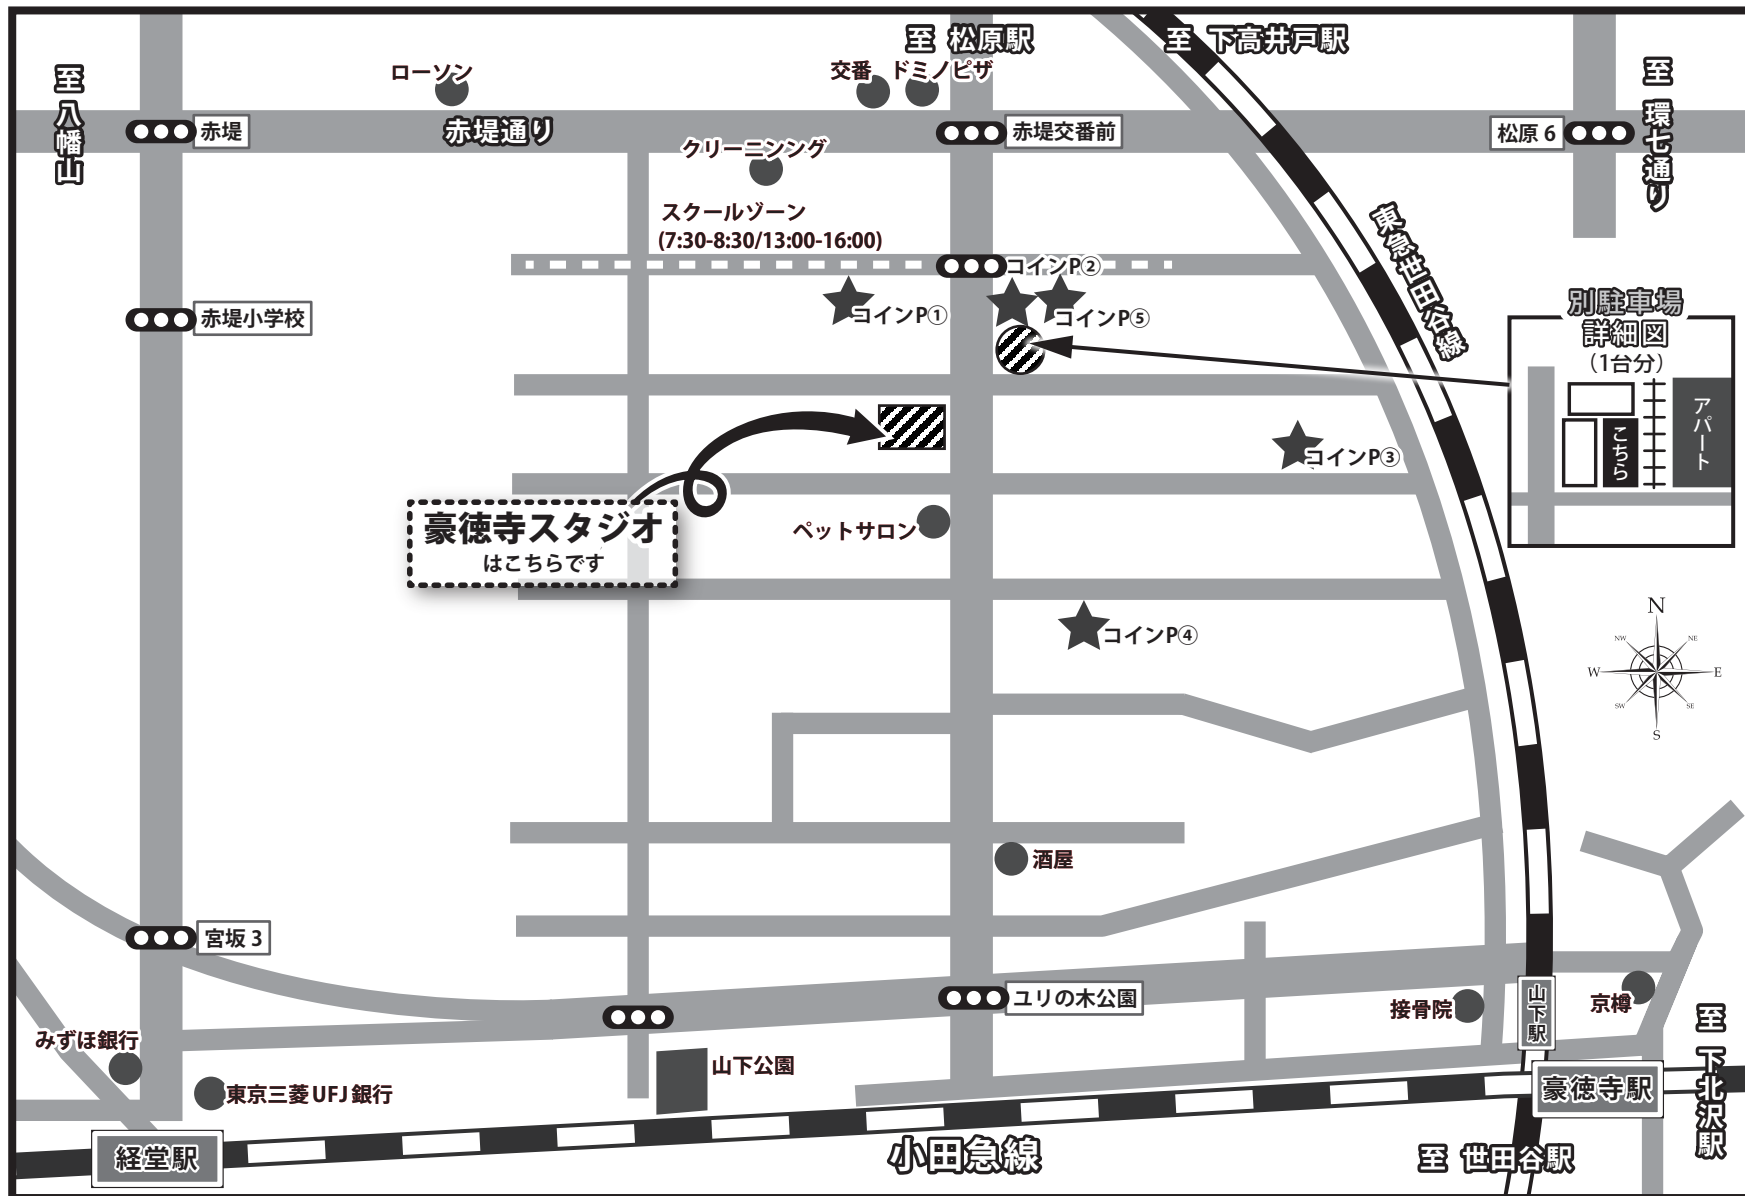 至 松原駅
至 下高井戸駅
至 八幡山
ローソン
交番
ドミノピザ
至 環七通り
赤堤
赤堤通り
赤堤交番前
松原 6
クリーニンング
スクールゾーン
(7:30-8:30/13:00-16:00)
東急世田谷線
コインP②
赤堤小学校
コインP①
コインP⑤
別駐車場
詳細図
（1台分）
アパート
こちら
コインP③
豪徳寺スタジオ
はこちらです
ペットサロン
コインP④
N
NW
NE
W
E
SW
SE
S
酒屋
宮坂 3
ユリの木公園
接骨院
山下駅
京樽
みずほ銀行
東京三菱UFJ銀行
山下公園
至 下北沢駅
豪徳寺駅
経堂駅
小田急線
至 世田谷駅